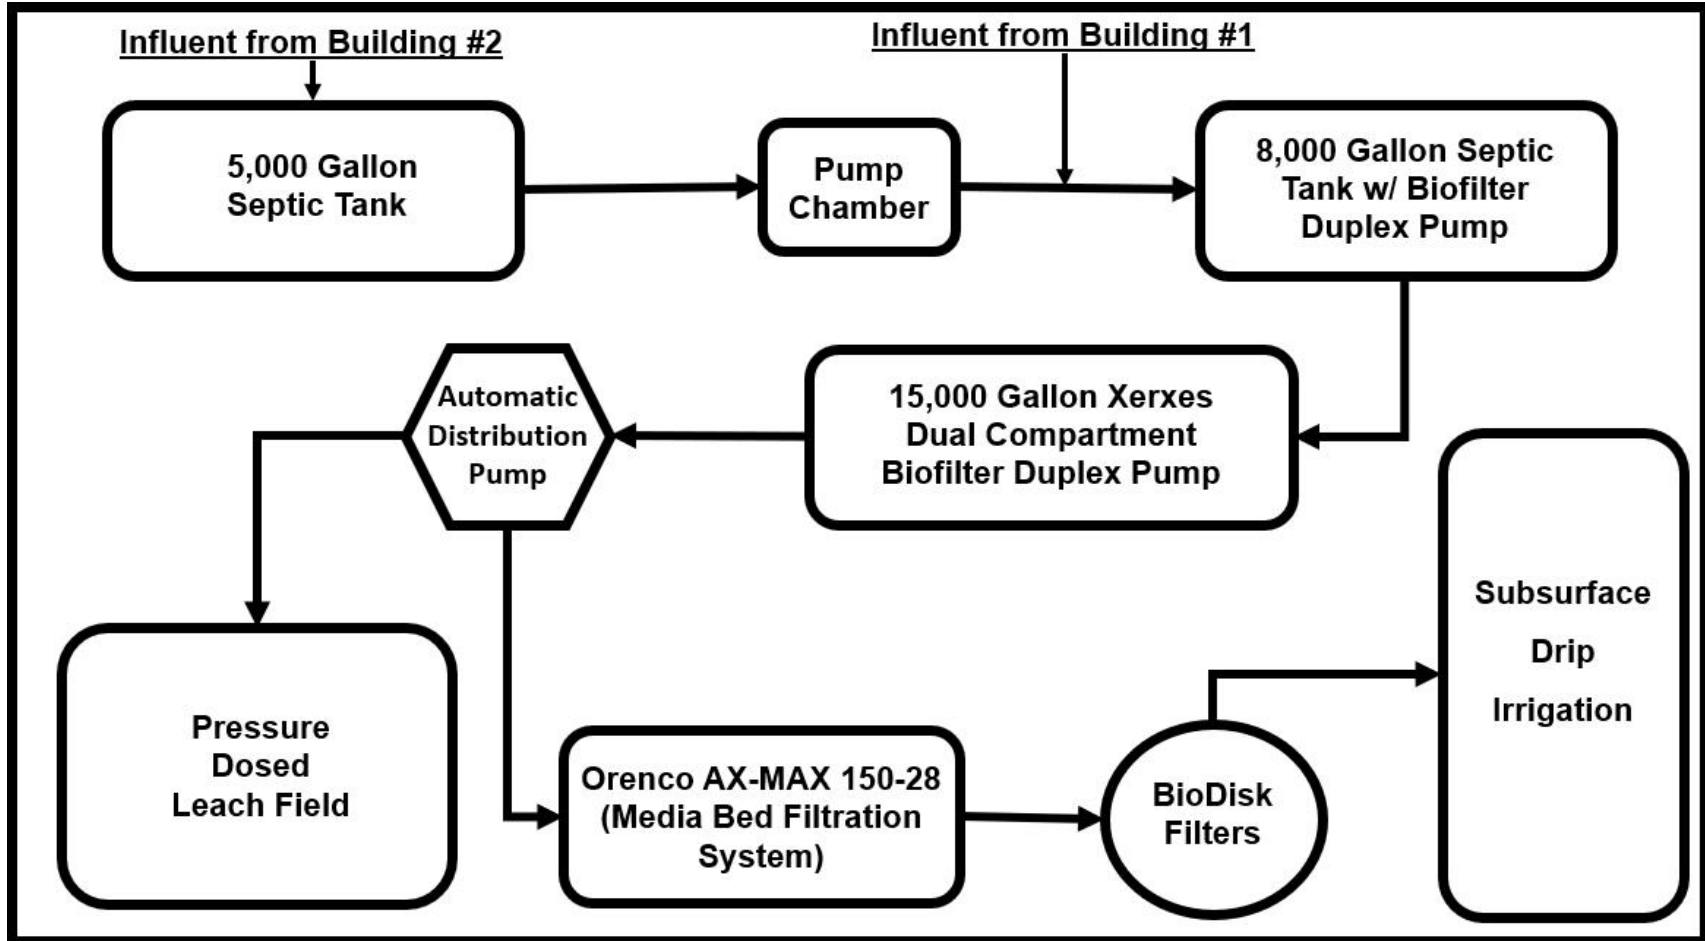 Influent from Building #2
Influent from Building #1
5,000 Gallon
Septic Tank
Pump
Chamber
8,000 Gallon Septic
Tank w/ Biofilter
Duplex Pump
Automatic
Distribution
Pump
15,000 Gallon Xerxes
Dual Compartment
Biofilter Duplex Pump
Subsurface
Drip
Irrigation
Pressure
Dosed
Leach Field
Orenco AX-MAX 150-28
(Media Bed Filtration
System)
BioDisk
Filters